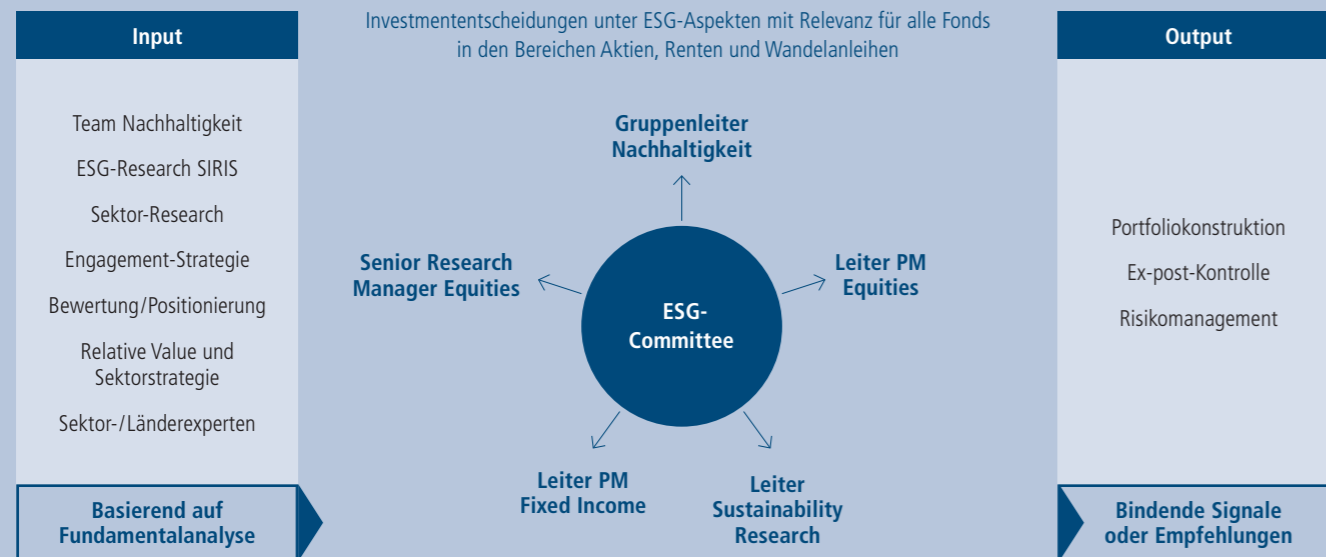 Investmententscheidungen unter ESG-Aspekten mit Relevanz für alle Fonds
in den Bereichen Aktien, Renten und Wandelanleihen
Input
Team Nachhaltigkeit
ESG-Research SIRIS
Sektor-Research
Engagement-Strategie
Bewertung/Positionierung
Relative Value und
Sektorstrategie
Sektor-/Länderexperten
Basierend auf
Fundamentalanalyse
Gruppenleiter
Nachhaltigkeit
Senior Research
Manager Equities
Leiter PM
Equities
ESG-
Committee
Leiter PM
Fixed Income
Leiter
Sustainability
Research
Output
Portfoliokonstruktion
Ex-post-Kontrolle
Risikomanagement
Bindende Signale
oder Empfehlungen